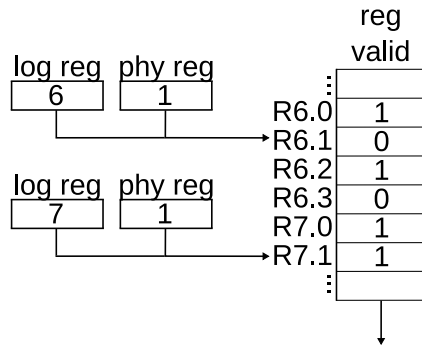 reg
valid
log reg phy reg
6 1
⋮
R6.0 1
R6.1 0
R6.2 1
R6.3 0
log reg phy reg
7 1
R7.0 1
R7.1 1
⋮